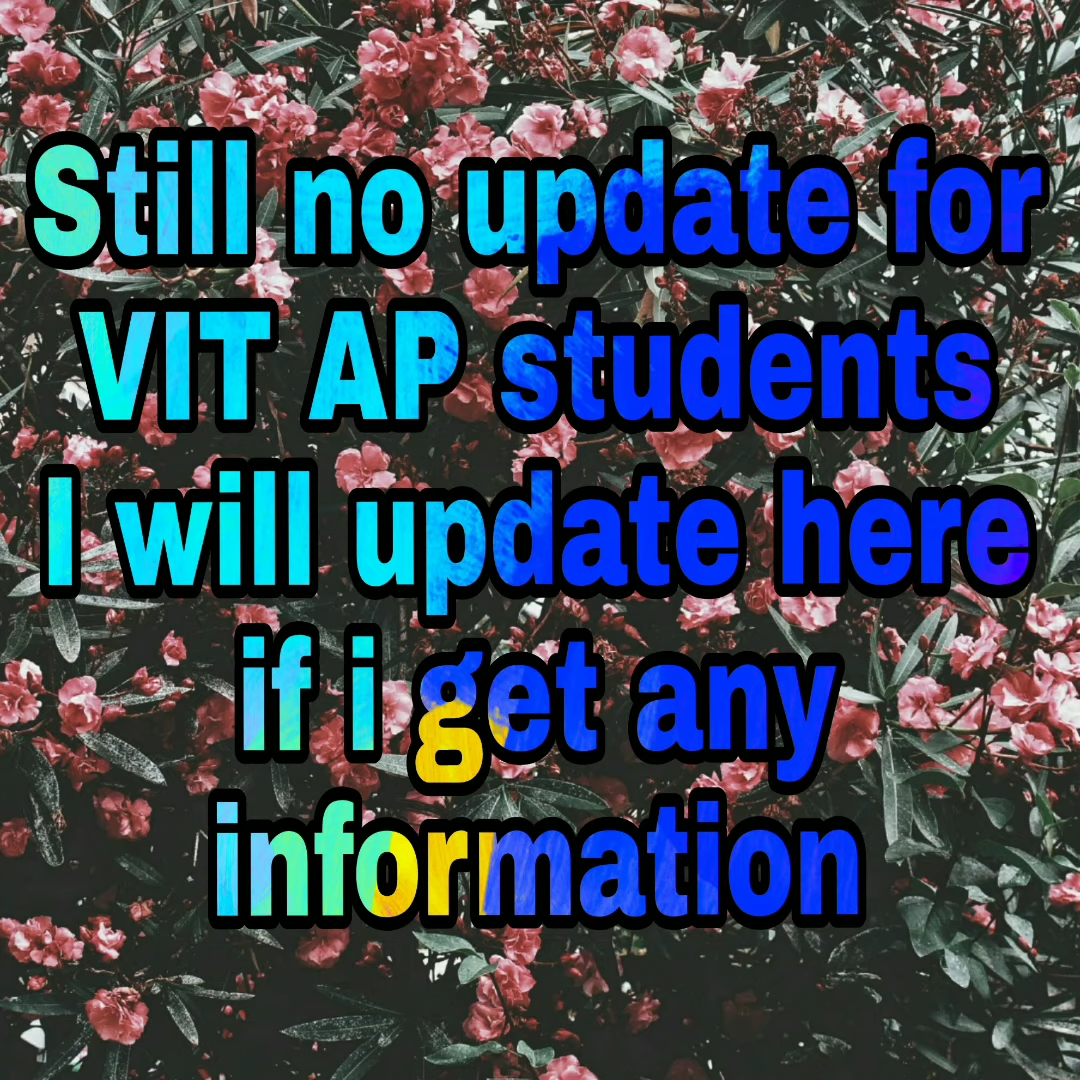 Still no update for
VIT AP students
I will update here
if i get any
information